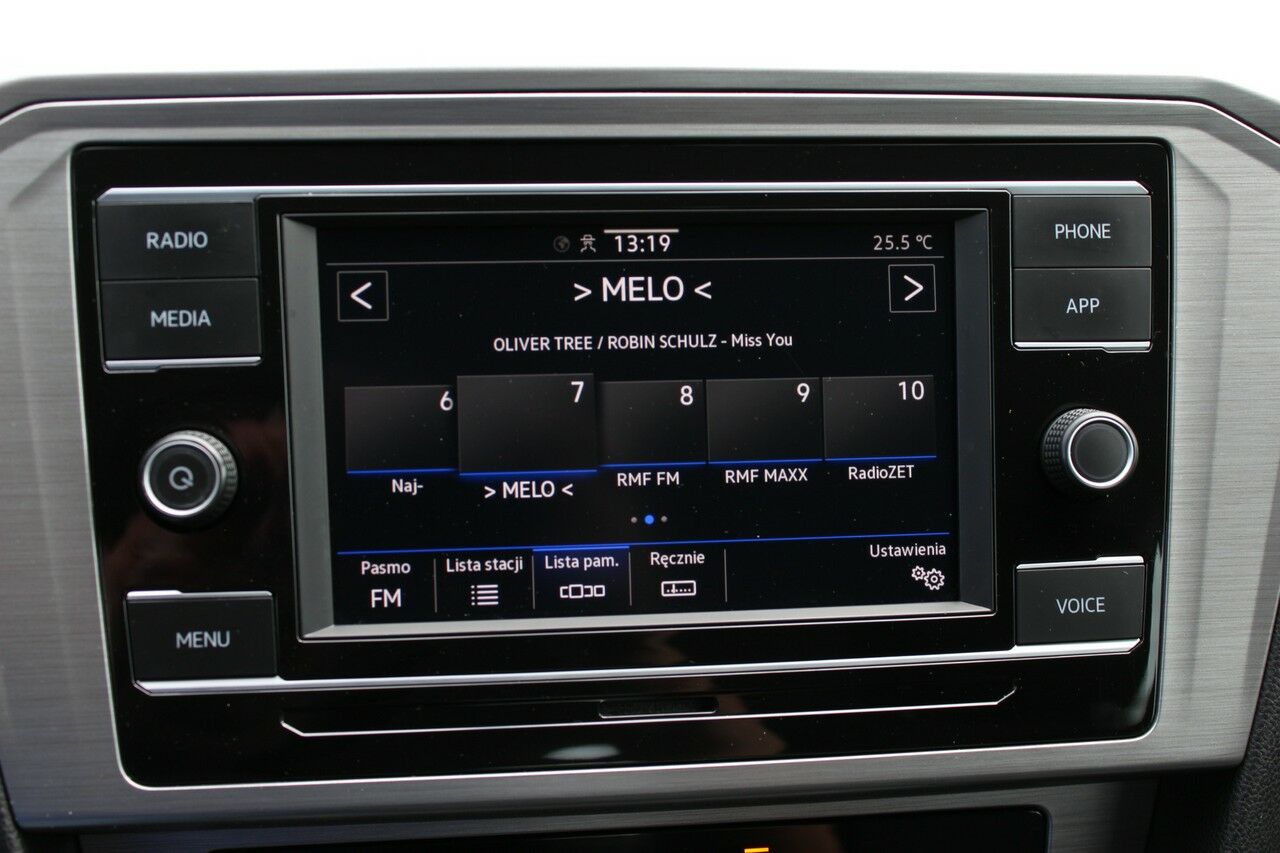 13:19
25.5 °C
RADIO
MEDIA
PHONE
APP
< > MELO < >
OLIVER TREE / ROBIN SCHULZ - Miss You
6 7 8 9 10
Naj- > MELO < RMF FM RMF MAXX RadioZET
Pasmo Lista stacji Lista pam. Ręcznie Ustawienia
FM
MENU
VOICE